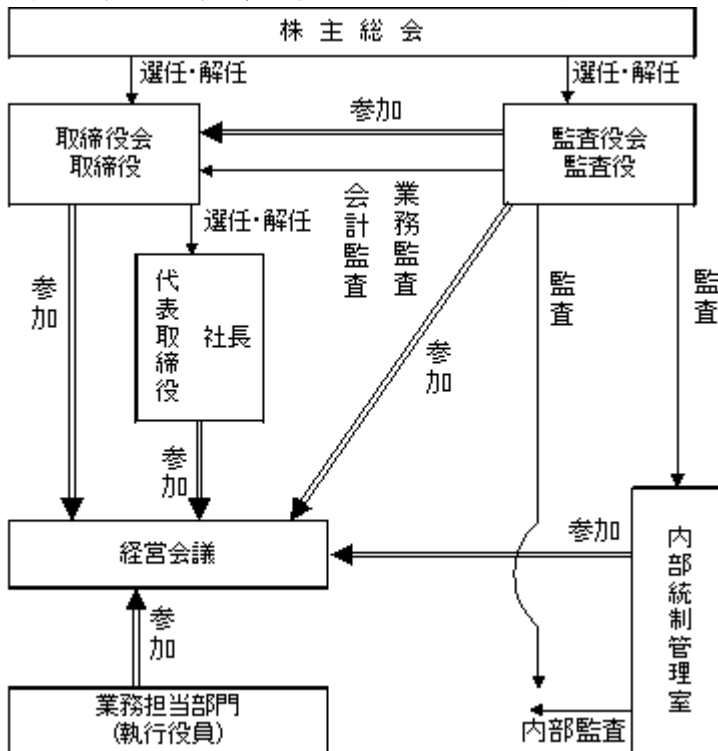 株主総会
選任・解任
選任・解任
取締役会
取締役
参加
監査役会
監査役
選任・解任
業務監査
会計監査
監査
監査
参加
代表取締役
社長
参加
参加
経営会議
参加
内部統制管理室
参加
業務担当部門
(執行役員)
内部監査